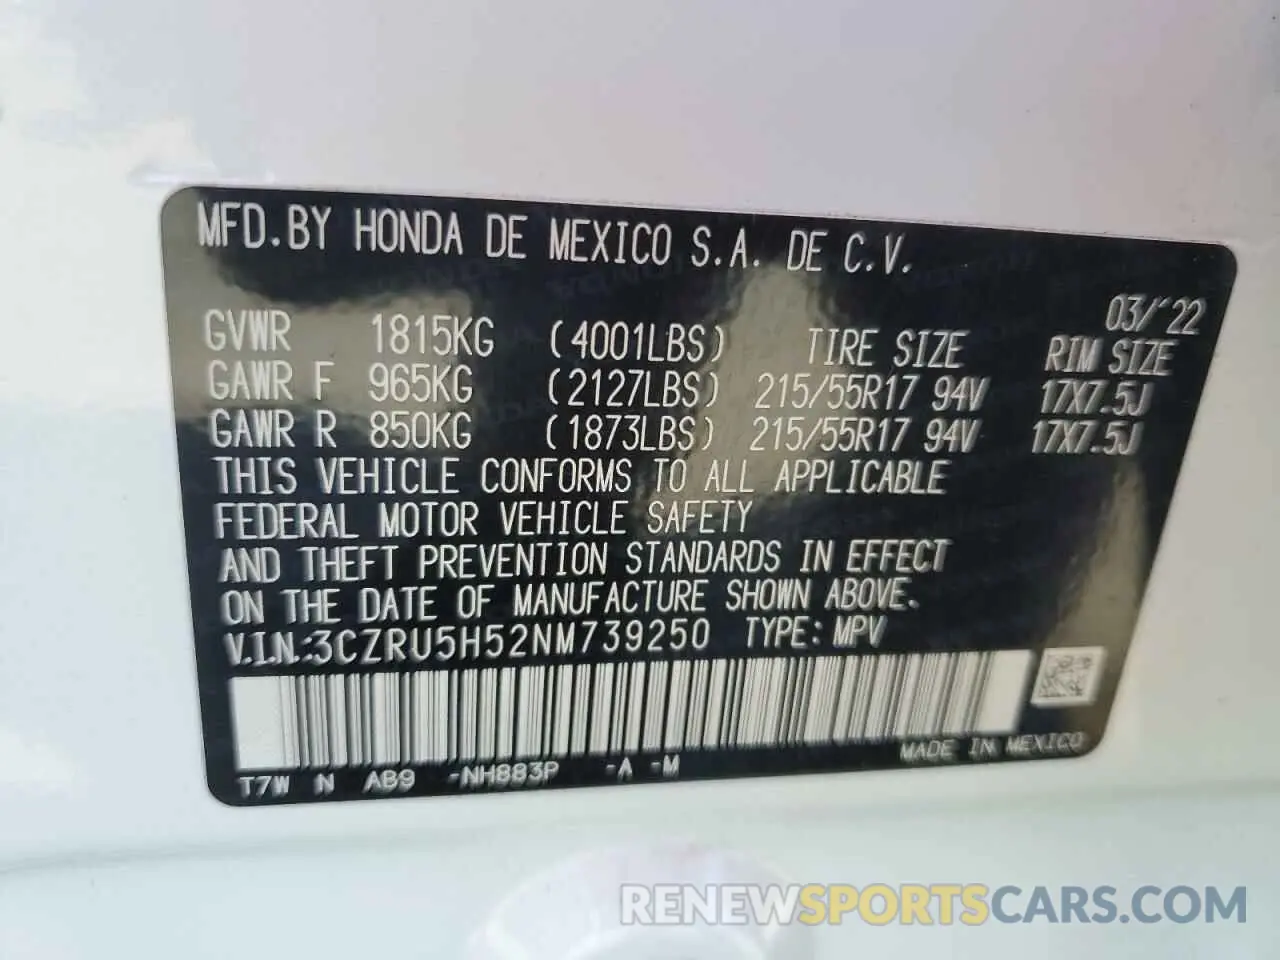 MFD.BY HONDA DE MEXICO S.A. DE C.V.
03/'22
GVWR 1815KG (4001LBS) TIRE SIZE RIM SIZE
GAWR F 965KG (2127LBS) 215/55R17 94V 17X7.5J
GAWR R 850KG (1873LBS) 215/55R17 94V 17X7.5J
THIS VEHICLE CONFORMS TO ALL APPLICABLE
FEDERAL MOTOR VEHICLE SAFETY
AND THEFT PREVENTION STANDARDS IN EFFECT
ON THE DATE OF MANUFACTURE SHOWN ABOVE.
V.I.N.:3CZRU5H52NM739250 TYPE: MPV
MADE IN MEXICO
T7W N AB9 -NH883P -A -M
RENEWSPORTSCARS.COM